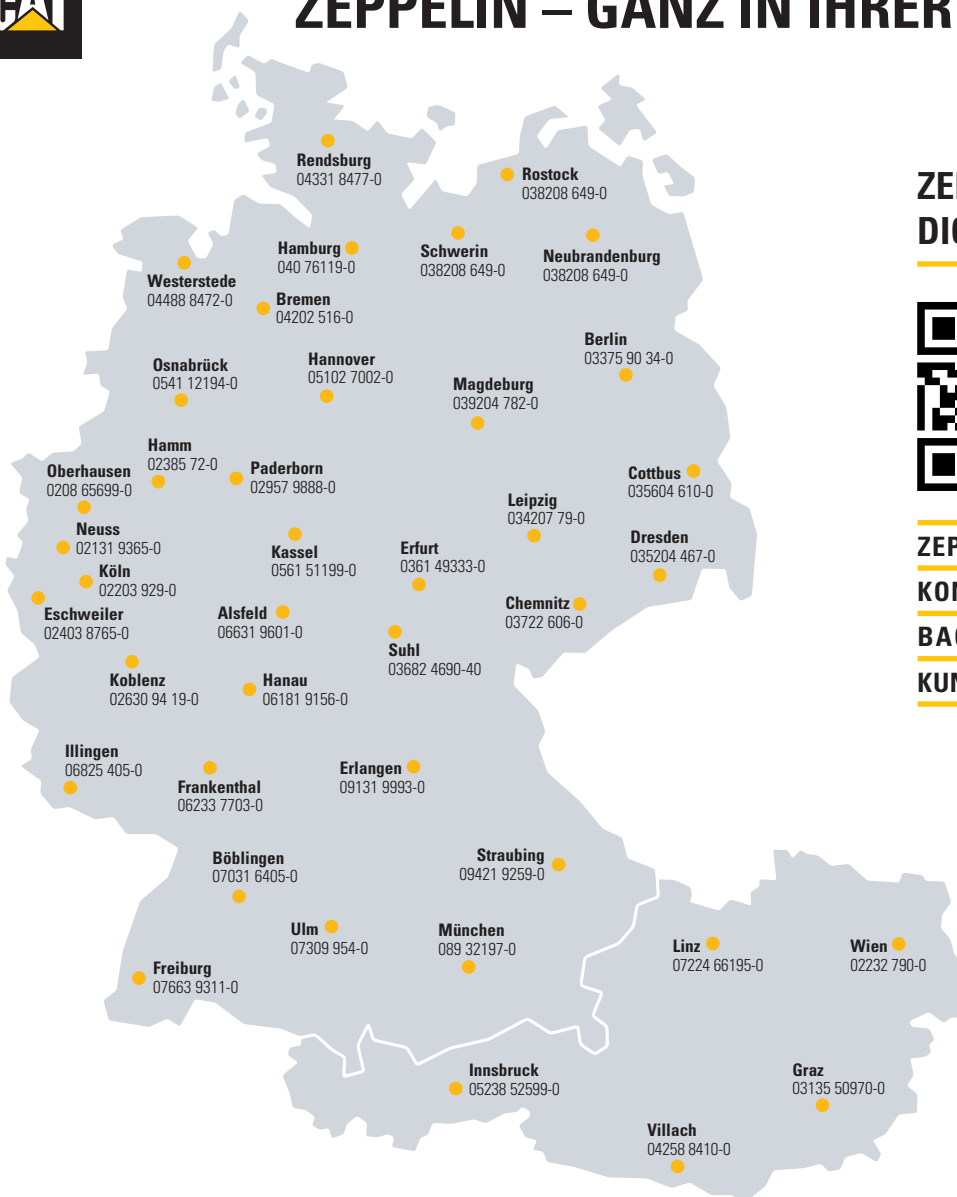 CAT
ZEPPELIN – GANZ IN IHRER
Rendsburg
04331 8477-0
Rostock
038208 649-0
Hamburg
040 76119-0
Schwerin
038208 649-0
Neubrandenburg
038208 649-0
Westerstede
04488 8472-0
Bremen
04202 516-0
Berlin
03375 90 34-0
Osnabrück
0541 12194-0
Hannover
05102 7002-0
Magdeburg
039204 782-0
Hamm
02385 72-0
Oberhausen
0208 65699-0
Paderborn
02957 9888-0
Cottbus
035604 610-0
Leipzig
034207 79-0
Neuss
02131 9365-0
Kassel
0561 51199-0
Erfurt
0361 49333-0
Dresden
035204 467-0
Köln
02203 929-0
Eschweiler
02403 8765-0
Alsfeld
06631 9601-0
Chemnitz
03722 606-0
Suhl
03682 4690-40
Koblenz
02630 94 19-0
Hanau
06181 9156-0
Illingen
06825 405-0
Frankenthal
06233 7703-0
Erlangen
09131 9993-0
Böblingen
07031 6405-0
Straubing
09421 9259-0
Ulm
07309 954-0
München
089 32197-0
Freiburg
07663 9311-0
Linz
07224 66195-0
Wien
02232 790-0
Innsbruck
05238 52599-0
Graz
03135 50970-0
Villach
04258 8410-0